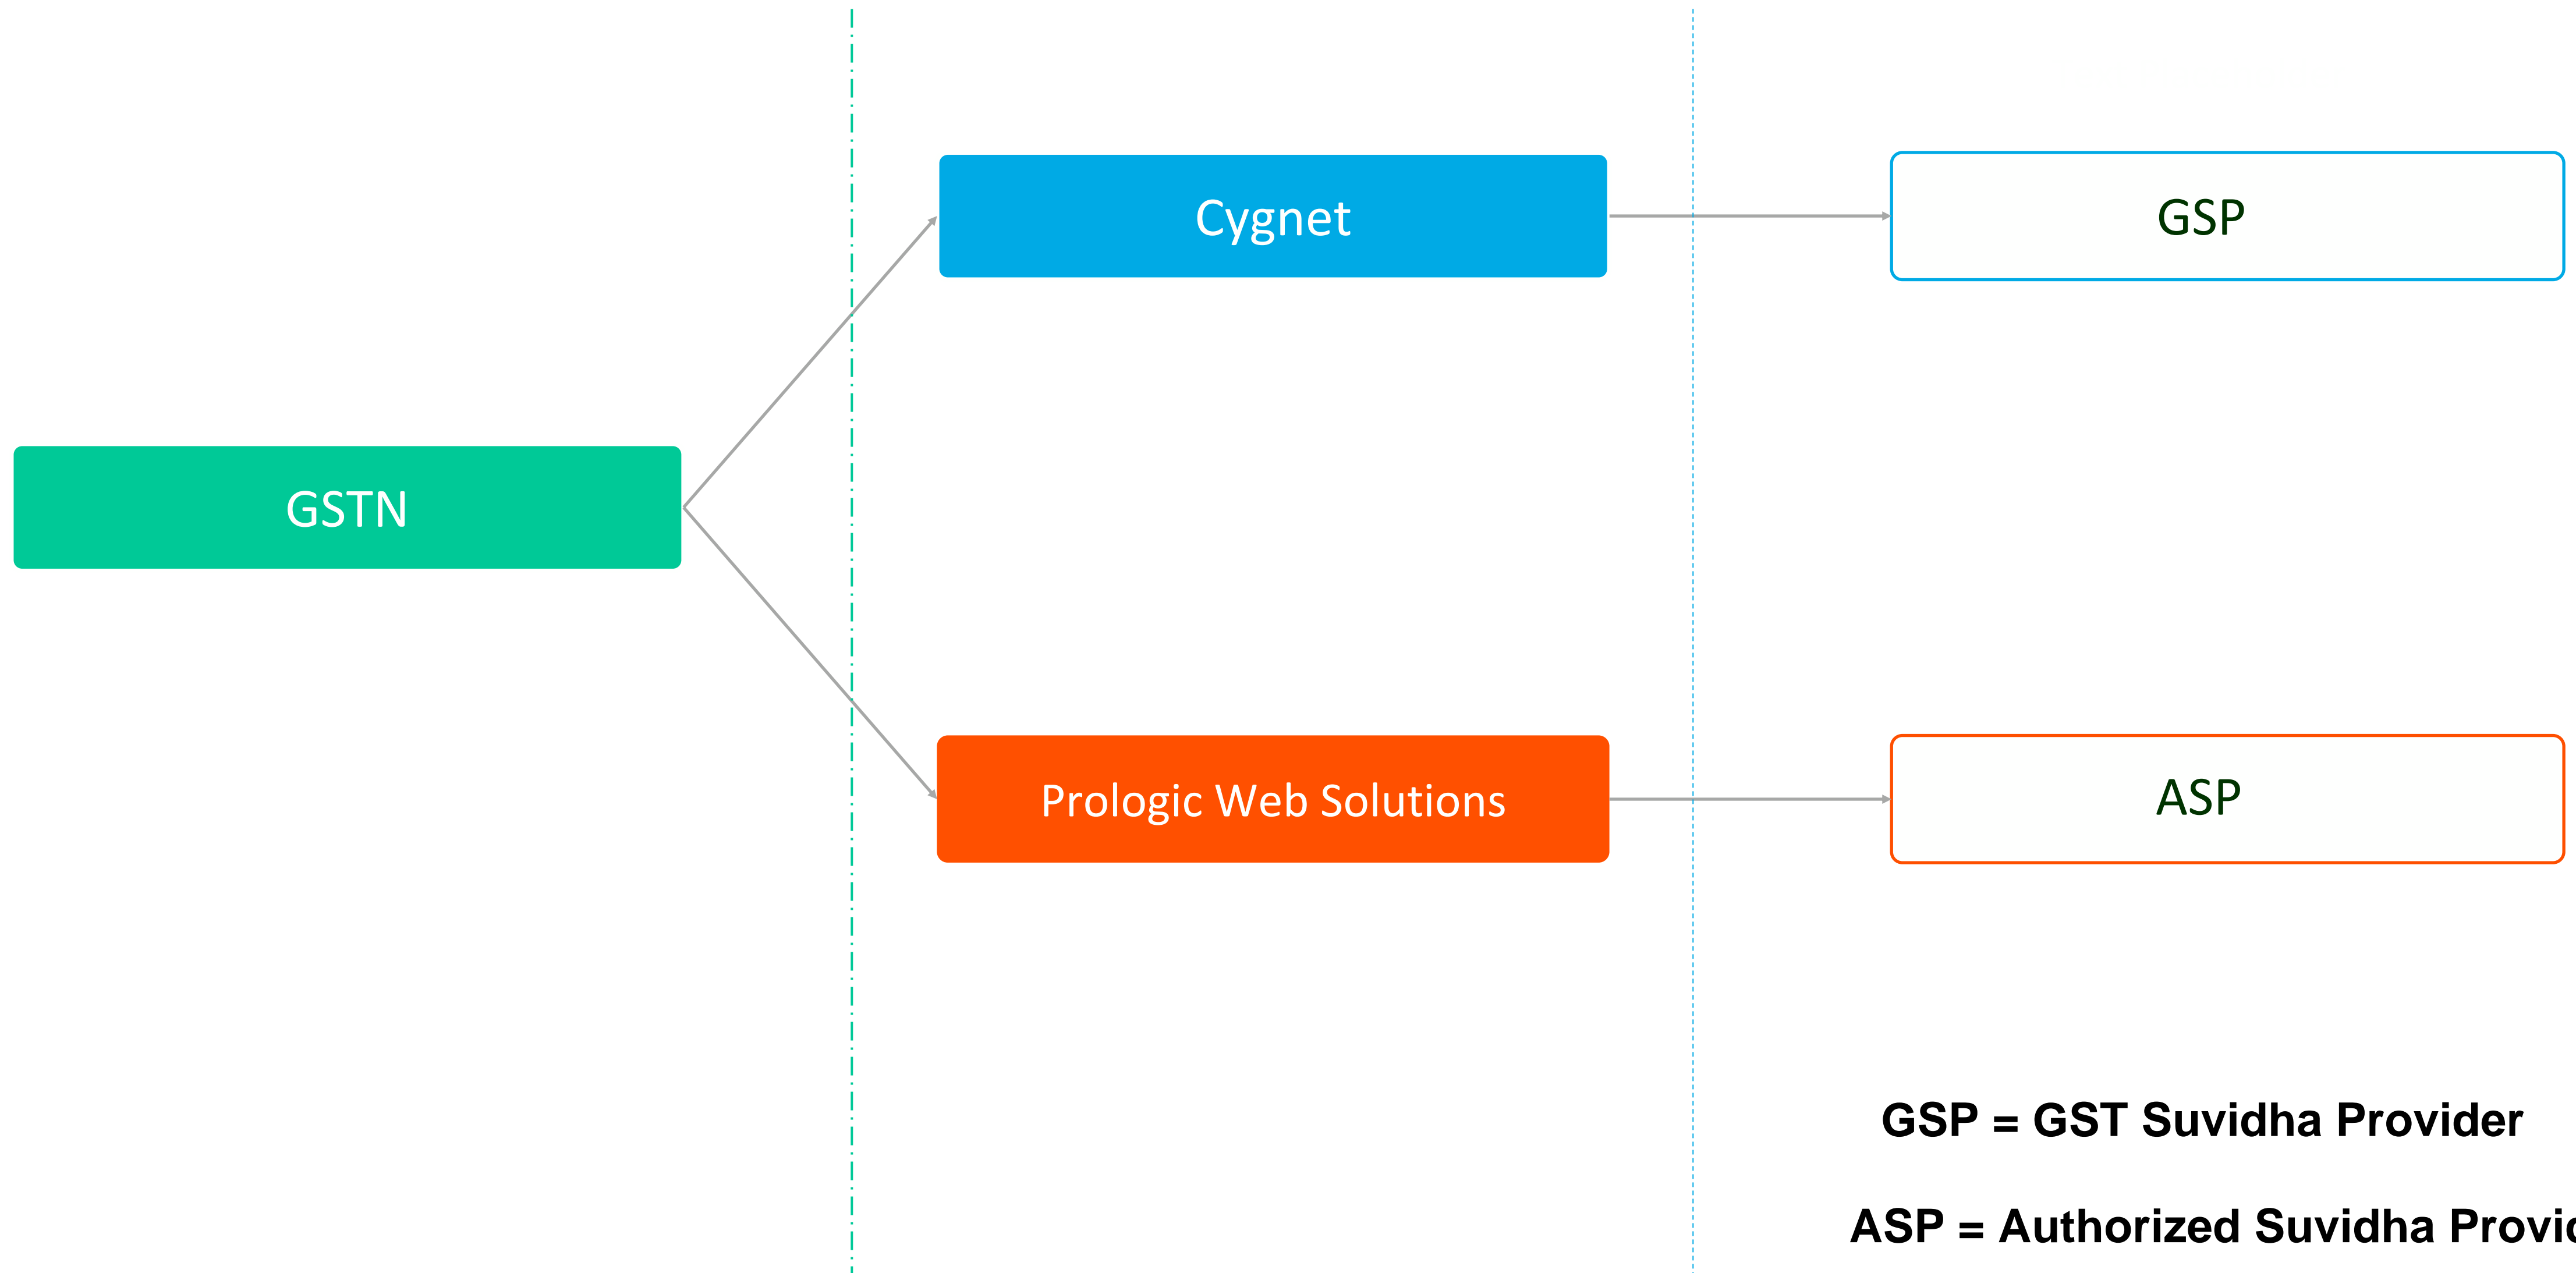 Cygnet
GSP
GSTN
Prologic Web Solutions
ASP
GSP = GST Suvidha Provider
ASP = Authorized Suvidha